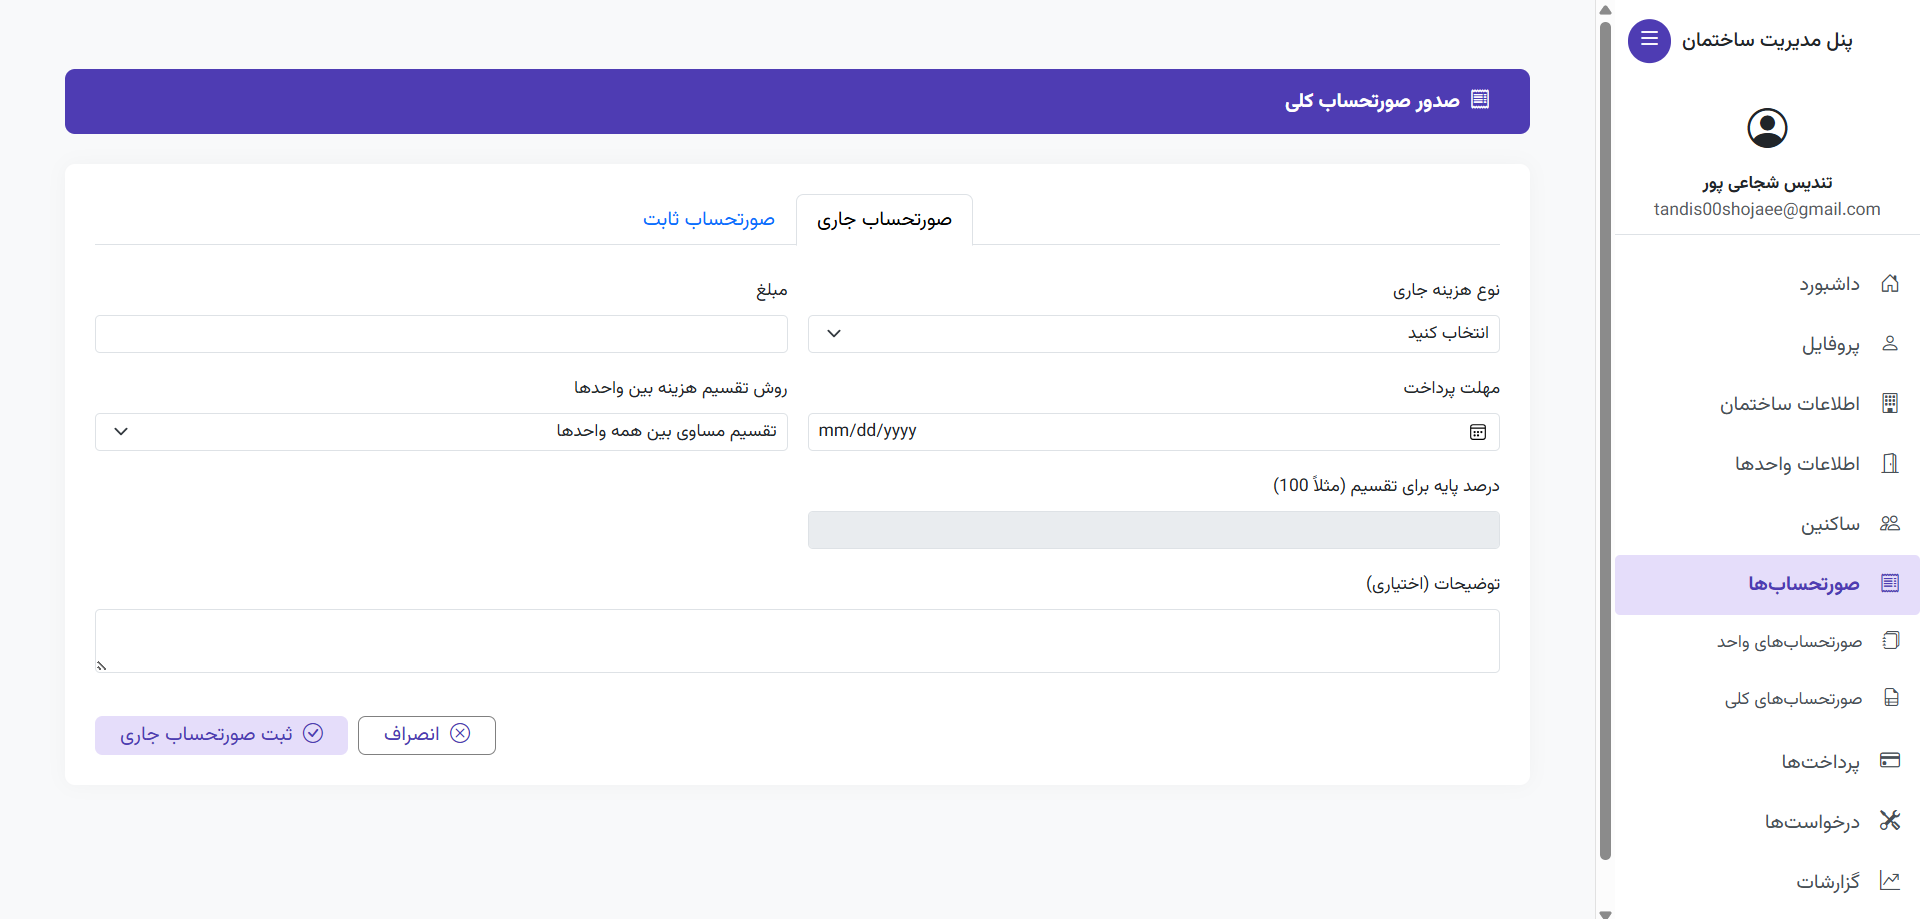 پنل مدیریت ساختمان
تندیس شجاعی پور
tandis00shojaee@gmail.com
داشبورد
پروفایل
اطلاعات ساختمان
اطلاعات واحدها
ساکنین
صورتحساب‌ها
صورتحساب‌های واحد
صورتحساب‌های کلی
پرداخت‌ها
درخواست‌ها
گزارشات
صدور صورتحساب کلی
صورتحساب جاری
صورتحساب ثابت
نوع هزینه جاری
انتخاب کنید
مبلغ
مهلت پرداخت
mm/dd/yyyy
روش تقسیم هزینه بین واحدها
تقسیم مساوی بین همه واحدها
درصد پایه برای تقسیم (مثلاً 100)
توضیحات (اختیاری)
انصراف
ثبت صورتحساب جاری